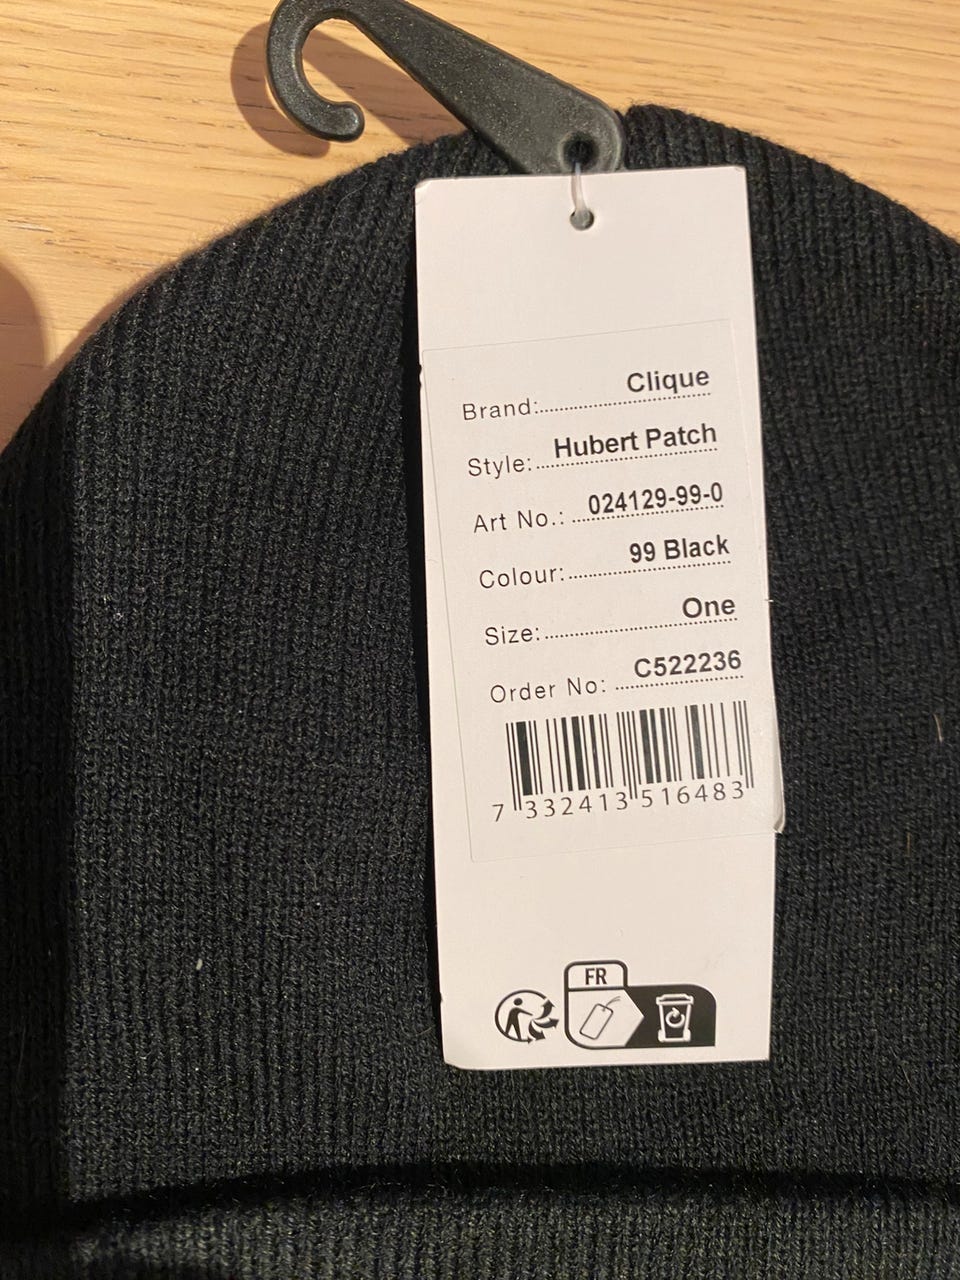 Brand: Clique
Style: Hubert Patch
Art No.: 024129-99-0
Colour: 99 Black
Size: One
Order No: C522236
7 332413 516483
FR